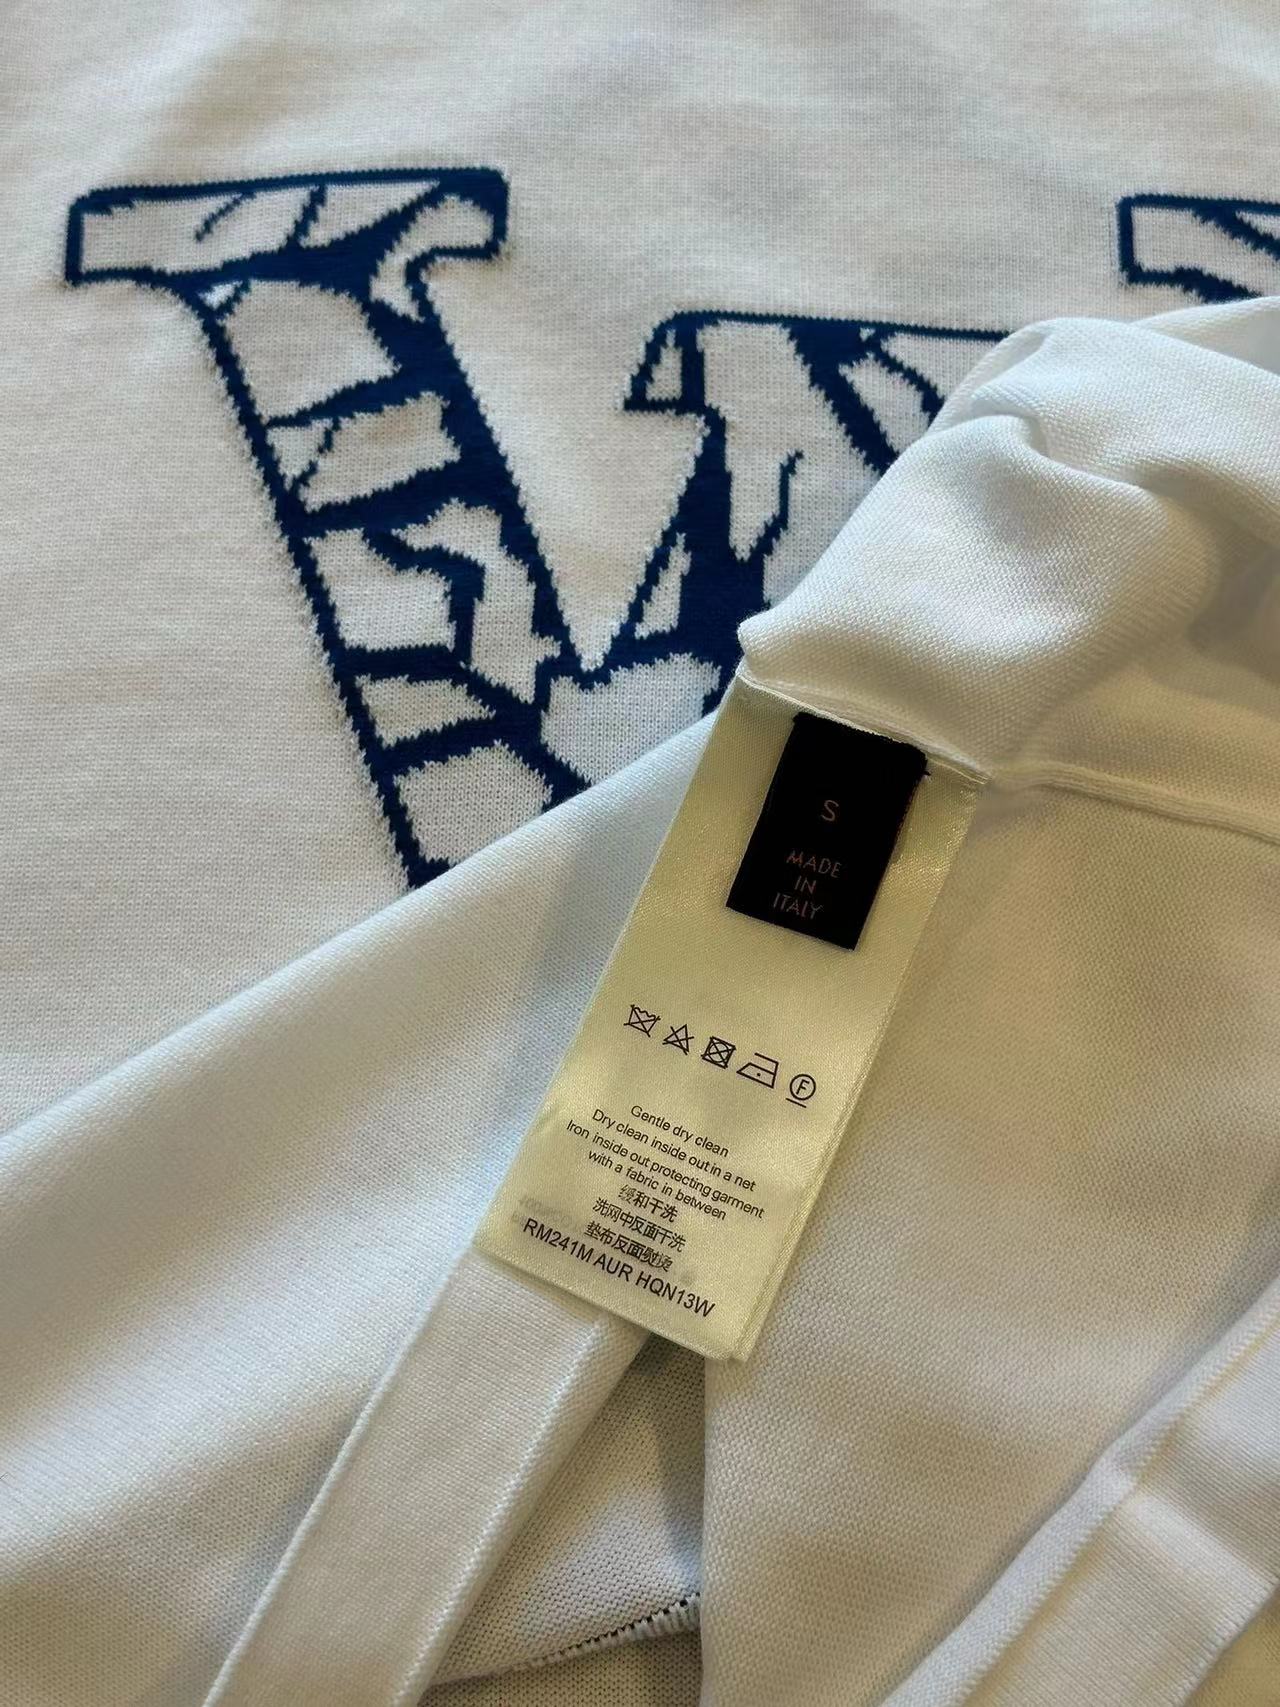 S
MADE
IN
ITALY
F
Gentle dry clean
Dry clean inside out in a net
Iron inside out protecting garment
with a fabric in between
缓和干洗
洗网中反面干洗
垫布反面熨烫
RM241M AUR HQN13W